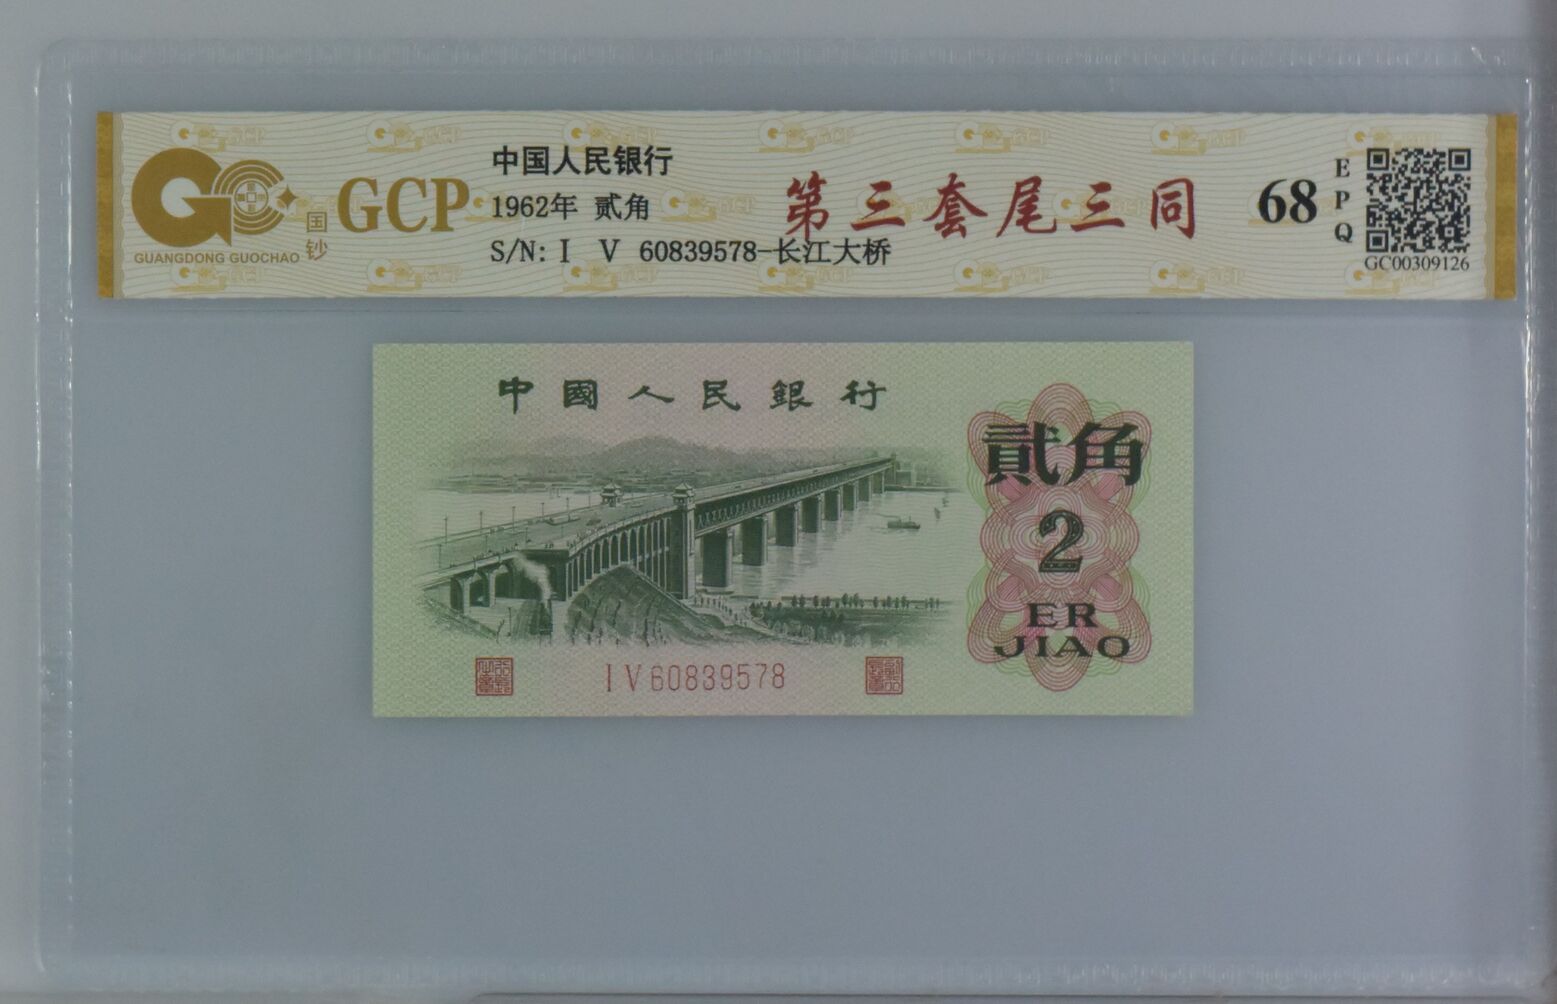 GUANGDONG GUOCHAO
国钞
GCP
中国人民银行
1962年 贰角
S/N: I V 60839578-长江大桥
第三套尾三同
68
EPQ
GC00309126
中國人民銀行
貳角
2
ER
JIAO
I V 60839578